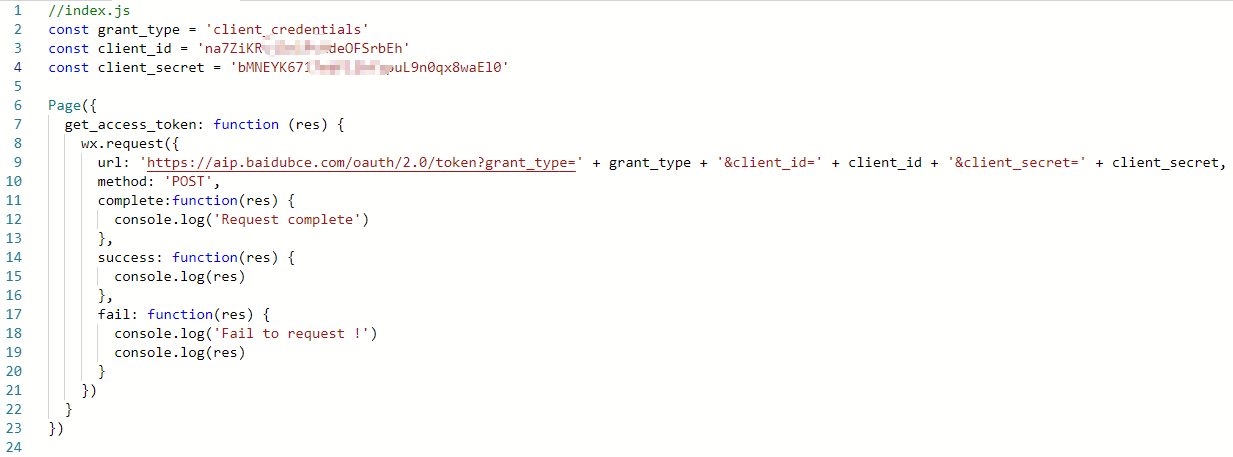 1 //index.js
2 const grant_type = 'client_credentials'
3 const client_id = 'na7ZiKR deOFSrbEh'
4 const client_secret = 'bMNEYK671 puL9n0qx8waEl0'
5
6 Page({
7 get_access_token: function (res) {
8 wx.request({
9 url: 'https://aip.baidubce.com/oauth/2.0/token?grant_type=' + grant_type + '&client_id=' + client_id + '&client_secret=' + client_secret,
10 method: 'POST',
11 complete:function(res) {
12 console.log('Request complete')
13 },
14 success: function(res) {
15 console.log(res)
16 },
17 fail: function(res) {
18 console.log('Fail to request !')
19 console.log(res)
20 }
21 })
22 }
23 })
24